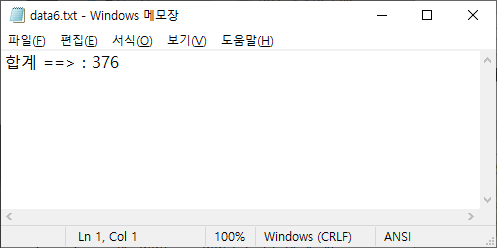 data6.txt - Windows 메모장
파일(F) 편집(E) 서식(O) 보기(V) 도움말(H)
합계 ==> : 376
Ln 1, Col 1 100% Windows (CRLF) ANSI